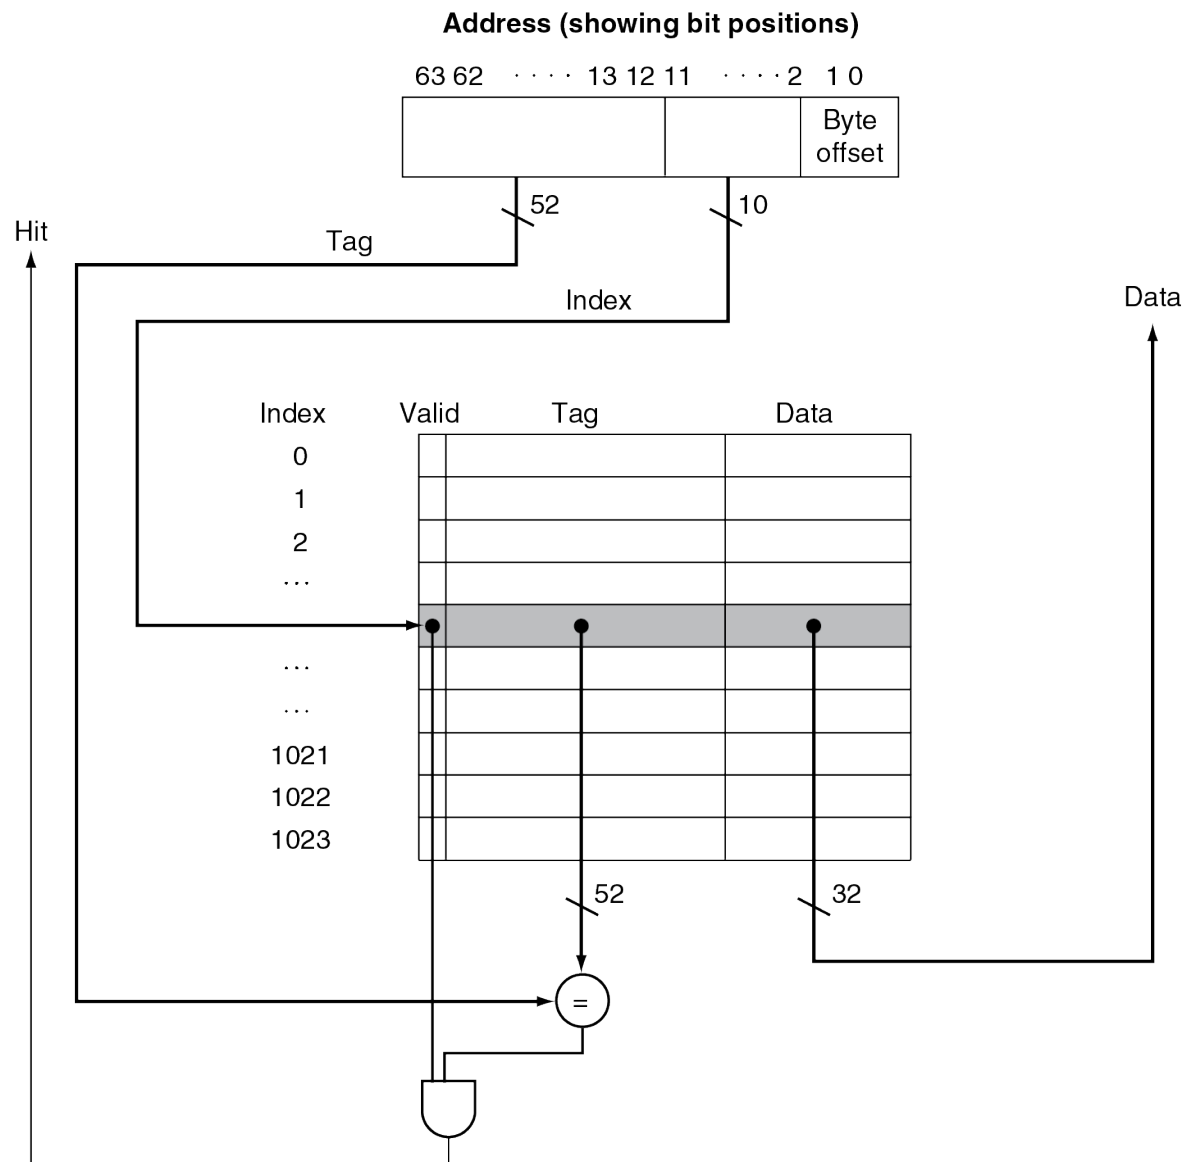 Address (showing bit positions)
63 62 · · · · 13 12 11 · · · · 2 1 0
Byte
offset
52 10
Hit
Tag
Index
Data
Index Valid Tag Data
0
1
2
...
...
...
1021
1022
1023
52 32
=